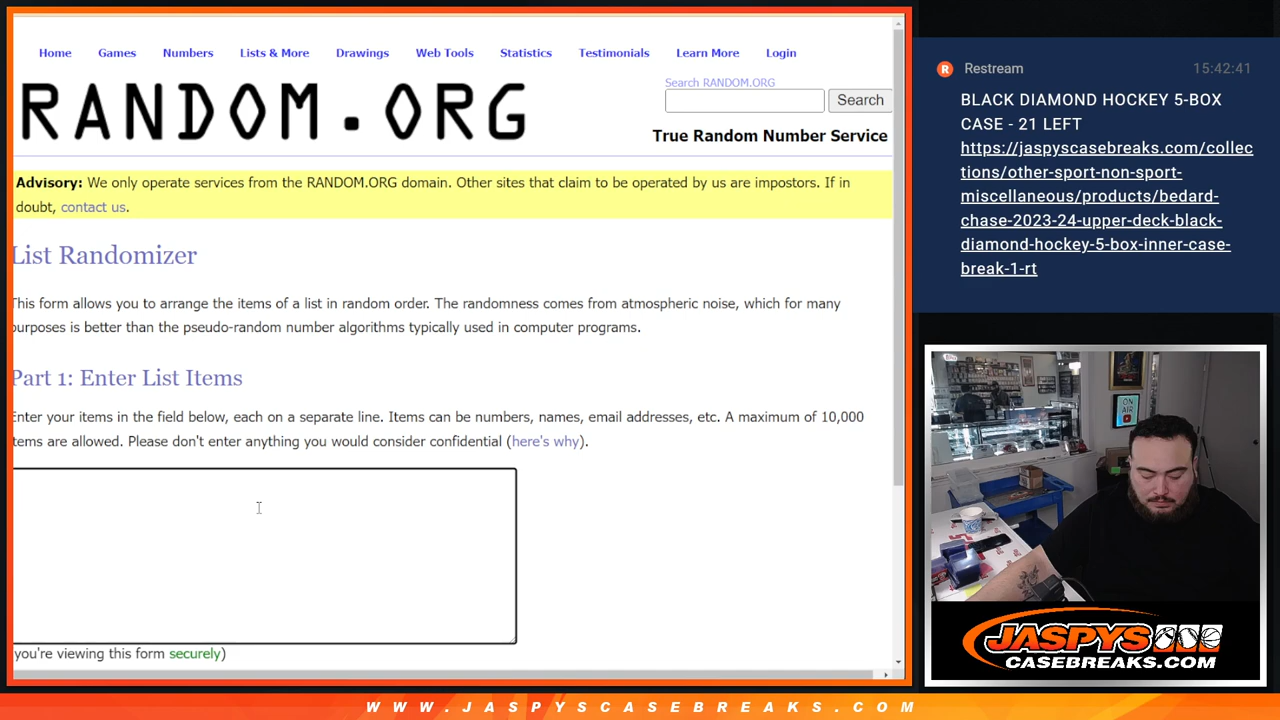 Home Games Numbers Lists & More Drawings Web Tools Statistics Testimonials Learn More Login
RANDOM.ORG
Search RANDOM.ORG
Search
True Random Number Service
Advisory: We only operate services from the RANDOM.ORG domain. Other sites that claim to be operated by us are impostors. If in
doubt, contact us.
List Randomizer
This form allows you to arrange the items of a list in random order. The randomness comes from atmospheric noise, which for many
purposes is better than the pseudo-random number algorithms typically used in computer programs.
Part 1: Enter List Items
Enter your items in the field below, each on a separate line. Items can be numbers, names, email addresses, etc. A maximum of 10,000
items are allowed. Please don't enter anything you would consider confidential (here's why).
you're viewing this form securely)
R Restream 15:42:41
BLACK DIAMOND HOCKEY 5-BOX
CASE - 21 LEFT
https://jaspyscasebreaks.com/collec
tions/other-sport-non-sport-
miscellaneous/products/bedard-
chase-2023-24-upper-deck-black-
diamond-hockey-5-box-inner-case-
break-1-rt
ON
AIR
JASPYS
CASEBREAKS.COM
WWW.JASPYSCASEBREAKS.COM